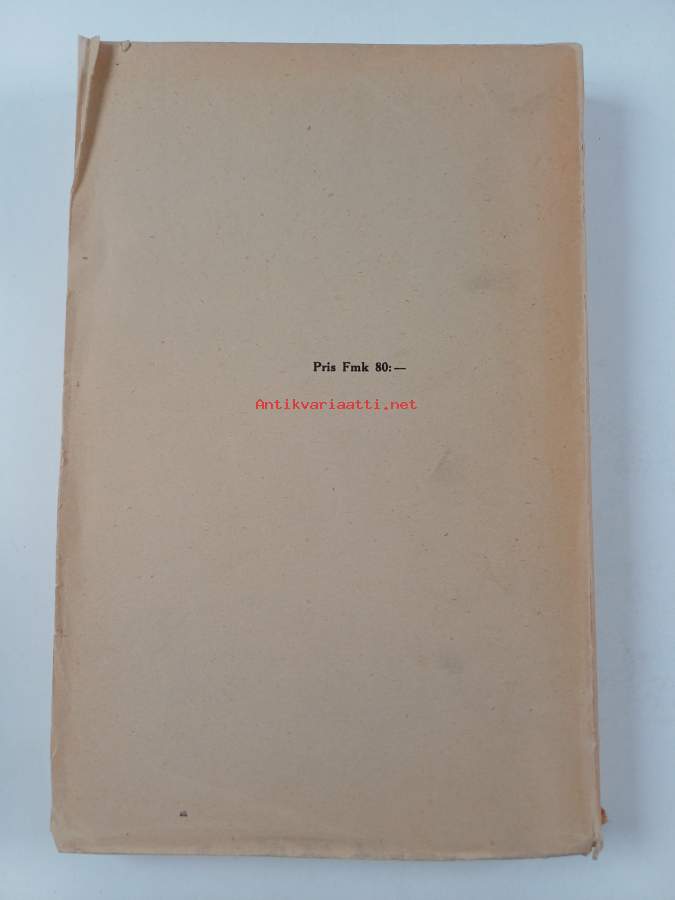 Pris Fmk 80:—
Antikvariaatti.net